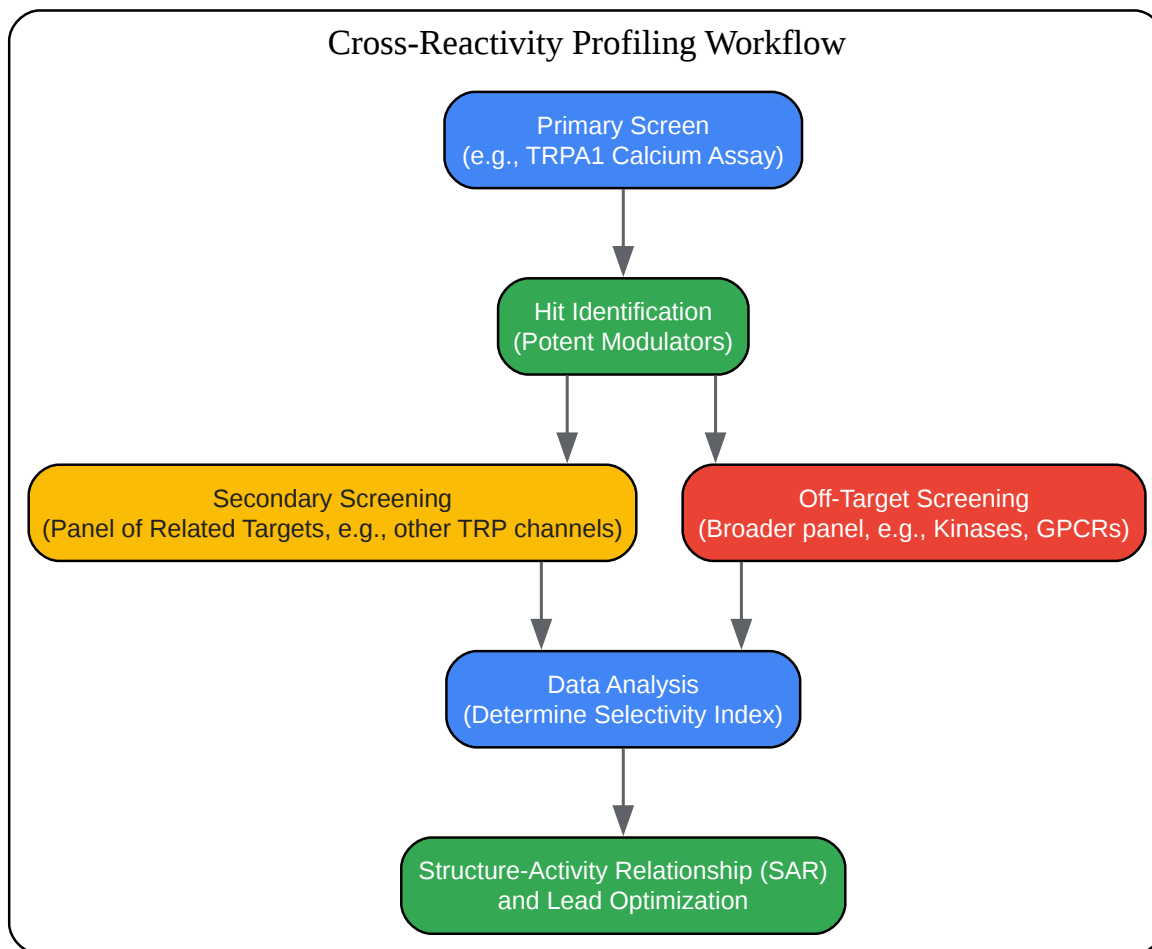 Cross-Reactivity Profiling Workflow
Primary Screen
(e.g., TRPA1 Calcium Assay)
Hit Identification
(Potent Modulators)
Secondary Screening
(Panel of Related Targets, e.g., other TRP channels)
Off-Target Screening
(Broader panel, e.g., Kinases, GPCRs)
Data Analysis
(Determine Selectivity Index)
Structure-Activity Relationship (SAR)
and Lead Optimization